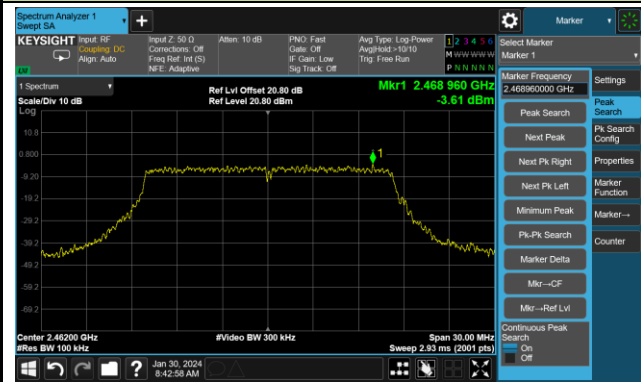 Spectrum Analyzer 1
Swept SA
+
Marker
KEYSIGHT
Input: RF
Coupling: DC
Align: Auto
Input Z: 50 Ω
Corrections: Off
Freq Ref: Int (S)
NFE: Adaptive
Atten: 10 dB
PNO: Fast
Gate: Off
IF Gain: Low
Sig Track: Off
Avg Type: Log-Power
Avg|Hold:>10/10
Trig: Free Run
1 2 3 4 5 6
M W W W W W
P N N N N N
Select Marker
Marker 1
1 Spectrum
Scale/Div 10 dB
Log
Ref Lvl Offset 20.80 dB
Ref Level 20.80 dBm
Mkr1 2.468 960 GHz
-3.61 dBm
10.8
0.800
-9.20
-19.2
-29.2
-39.2
-49.2
-59.2
-69.2
1
Center 2.46200 GHz
#Res BW 100 kHz
#Video BW 300 kHz
Span 30.00 MHz
Sweep 2.93 ms (2001 pts)
Marker Frequency
2.468960000 GHz
Peak Search
Next Peak
Next Pk Right
Next Pk Left
Minimum Peak
Pk-Pk Search
Marker Delta
Mkr→CF
Mkr→Ref Lvl
Continuous Peak
Search
On
Off
Settings
Peak
Search
Pk Search
Config
Properties
Marker
Function
Marker→
Counter
?
Jan 30, 2024
8:42:58 AM